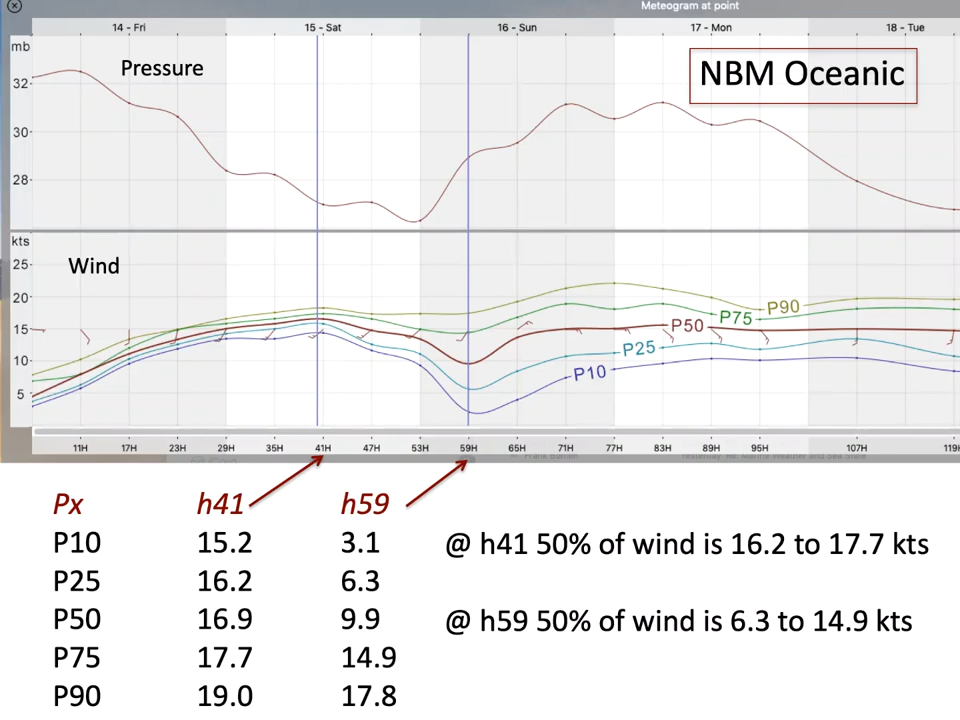 Meteogram at point
14 - Fri 15 - Sat 16 - Sun 17 - Mon 18 - Tue
mb
Pressure
NBM Oceanic
32
30
28
kts
Wind
25
20
15
10
5
P90
P75
P50
P25
P10
11H 17H 23H 29H 35H 41H 47H 53H 59H 65H 71H 77H 83H 89H 95H 107H 119H
Px h41 h59
P10 15.2 3.1 @ h41 50% of wind is 16.2 to 17.7 kts
P25 16.2 6.3
P50 16.9 9.9 @ h59 50% of wind is 6.3 to 14.9 kts
P75 17.7 14.9
P90 19.0 17.8